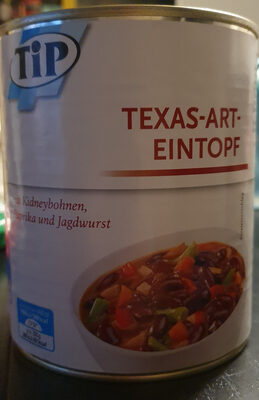 TiP
TEXAS-ART-
EINTOPF
Kidneybohnen,
Paprika und Jagdwurst